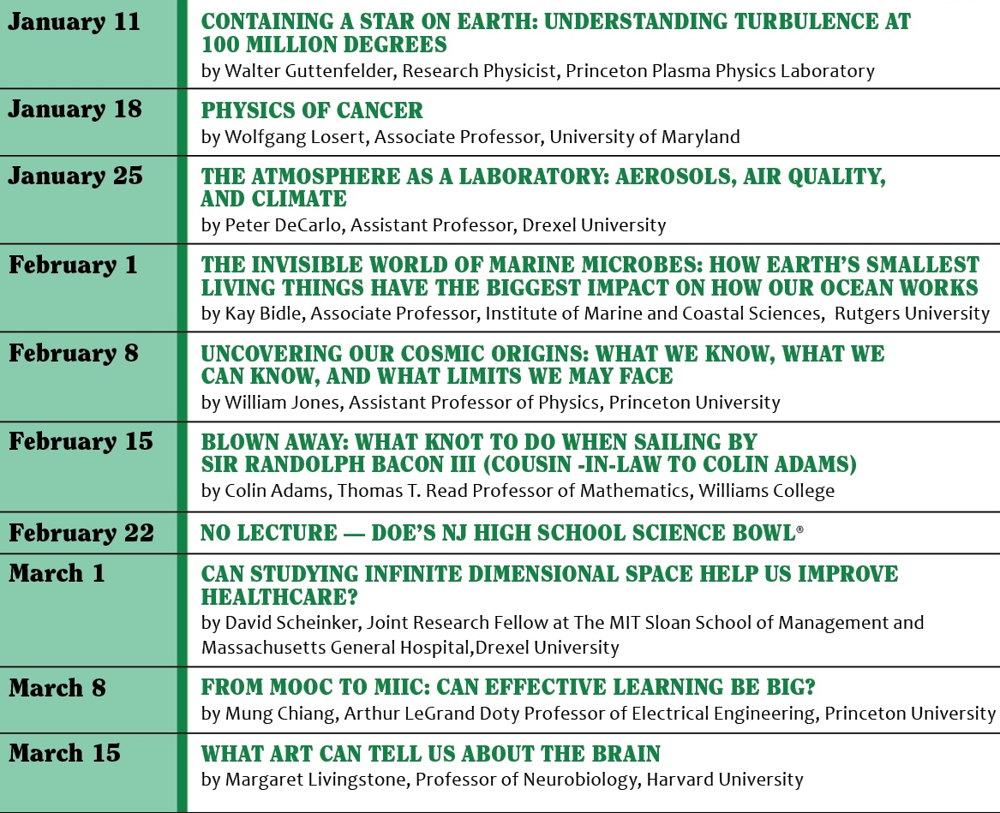 January 11
CONTAINING A STAR ON EARTH: UNDERSTANDING TURBULENCE AT
100 MILLION DEGREES
by Walter Guttenfelder, Research Physicist, Princeton Plasma Physics Laboratory
January 18
PHYSICS OF CANCER
by Wolfgang Losert, Associate Professor, University of Maryland
January 25
THE ATMOSPHERE AS A LABORATORY: AEROSOLS, AIR QUALITY,
AND CLIMATE
by Peter DeCarlo, Assistant Professor, Drexel University
February 1
THE INVISIBLE WORLD OF MARINE MICROBES: HOW EARTH'S SMALLEST
LIVING THINGS HAVE THE BIGGEST IMPACT ON HOW OUR OCEAN WORKS
by Kay Bidle, Associate Professor, Institute of Marine and Coastal Sciences,  Rutgers University
February 8
UNCOVERING OUR COSMIC ORIGINS: WHAT WE KNOW, WHAT WE
CAN KNOW, AND WHAT LIMITS WE MAY FACE
by William Jones, Assistant Professor of Physics, Princeton University
February 15
BLOWN AWAY: WHAT KNOT TO DO WHEN SAILING BY
SIR RANDOLPH BACON III (COUSIN -IN-LAW TO COLIN ADAMS)
by Colin Adams, Thomas T. Read Professor of Mathematics, Williams College
February 22
NO LECTURE — DOE'S NJ HIGH SCHOOL SCIENCE BOWL®
March 1
CAN STUDYING INFINITE DIMENSIONAL SPACE HELP US IMPROVE
HEALTHCARE?
by David Scheinker, Joint Research Fellow at The MIT Sloan School of Management and
Massachusetts General Hospital,Drexel University
March 8
FROM MOOC TO MIIC: CAN EFFECTIVE LEARNING BE BIG?
by Mung Chiang, Arthur LeGrand Doty Professor of Electrical Engineering, Princeton University
March 15
WHAT ART CAN TELL US ABOUT THE BRAIN
by Margaret Livingstone, Professor of Neurobiology, Harvard University